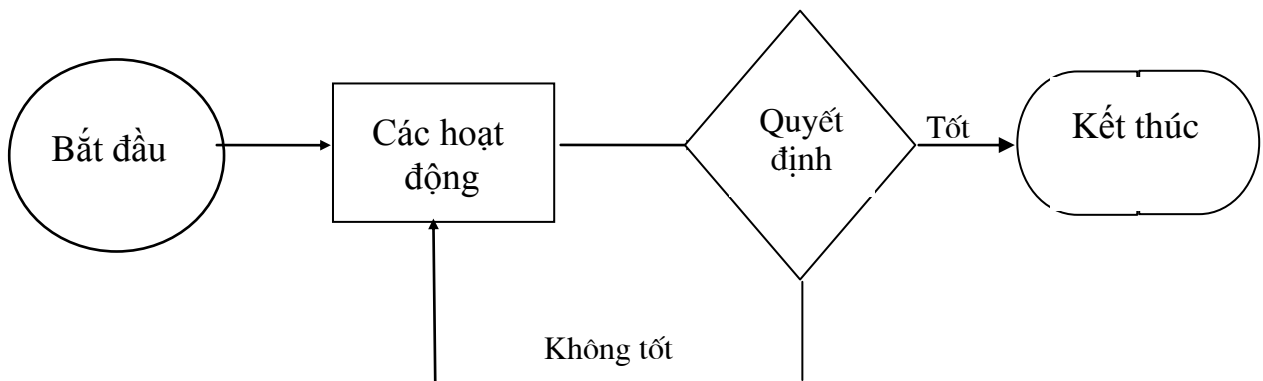 Bắt đầu
Các hoạt
động
Quyết
định
Tốt
Kết thúc
Không tốt